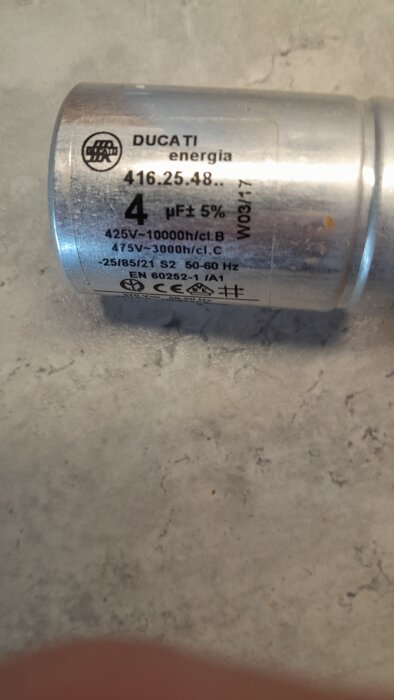 DUCATI
energia
416.25.48..
4 µF± 5%
425V~10000h/cl.B
475V~3000h/cl.C
-25/85/21 S2 50-60 Hz
EN 60252-1 /A1
CE
W03/17